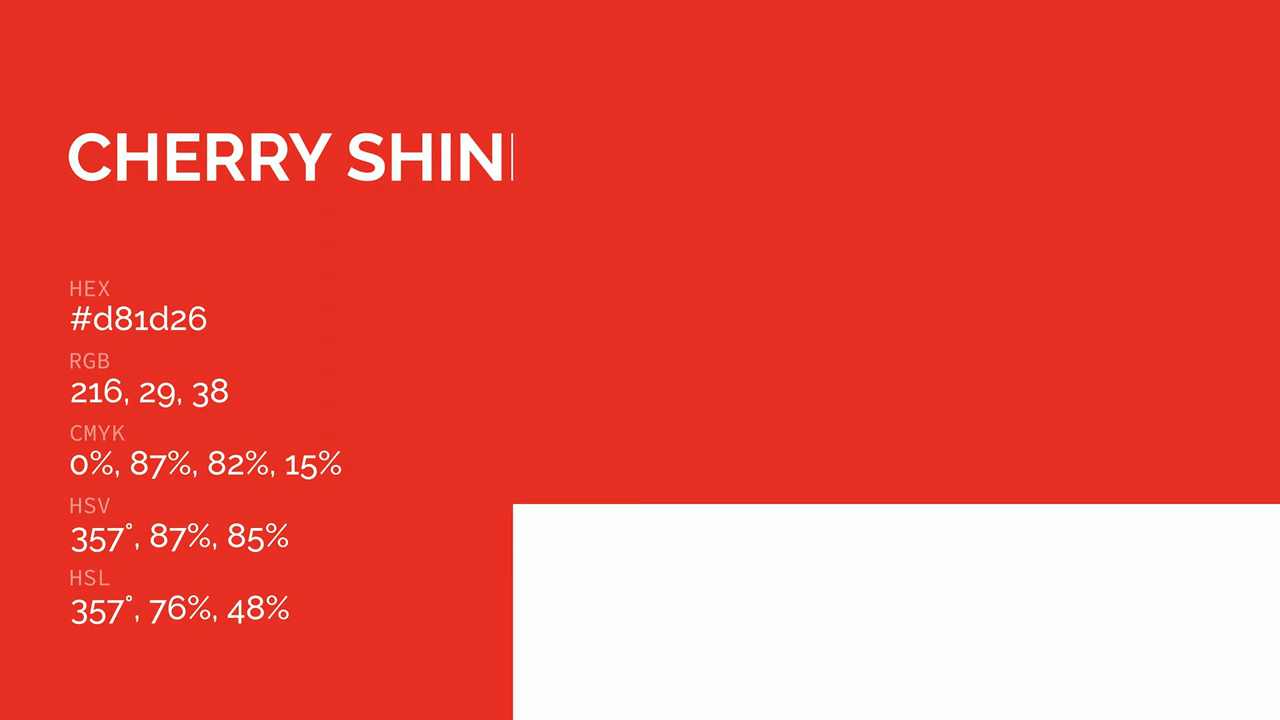 CHERRY SHIN
HEX
#d81d26
RGB
216, 29, 38
CMYK
0%, 87%, 82%, 15%
HSV
357°, 87%, 85%
HSL
357°, 76%, 48%